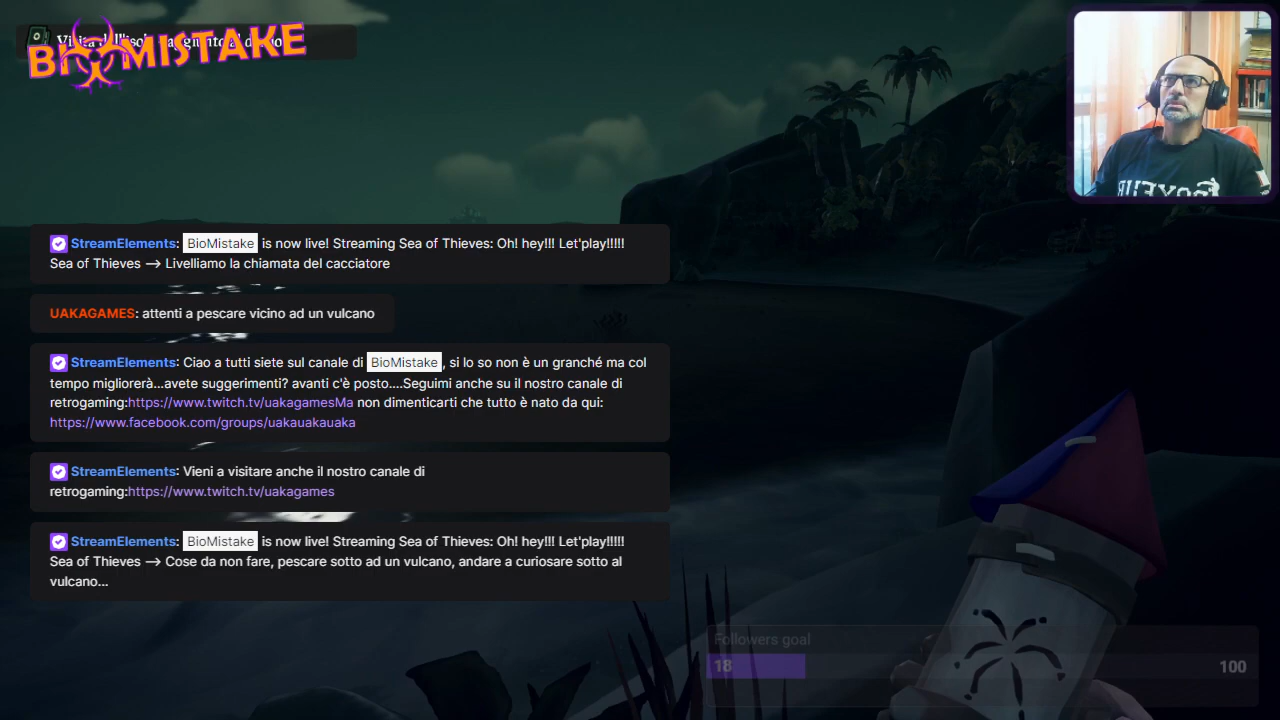 BIOMISTAKE
StreamElements: BioMistake is now live! Streaming Sea of Thieves: Oh! hey!!! Let'play!!!!!
Sea of Thieves --> Livelliamo la chiamata del cacciatore
UAKAGAMES: attenti a pescare vicino ad un vulcano
StreamElements: Ciao a tutti siete sul canale di BioMistake, si lo so non è un granché ma col
tempo migliorerà...avete suggerimenti? avanti c'è posto....Seguimi anche su il nostro canale di
retrogaming:https://www.twitch.tv/uakagamesMa non dimenticarti che tutto è nato da qui:
https://www.facebook.com/groups/uakauakauaka
StreamElements: Vieni a visitare anche il nostro canale di
retrogaming:https://www.twitch.tv/uakagames
StreamElements: BioMistake is now live! Streaming Sea of Thieves: Oh! hey!!! Let'play!!!!!
Sea of Thieves --> Cose da non fare, pescare sotto ad un vulcano, andare a curiosare sotto al
vulcano...
Followers goal
18 100